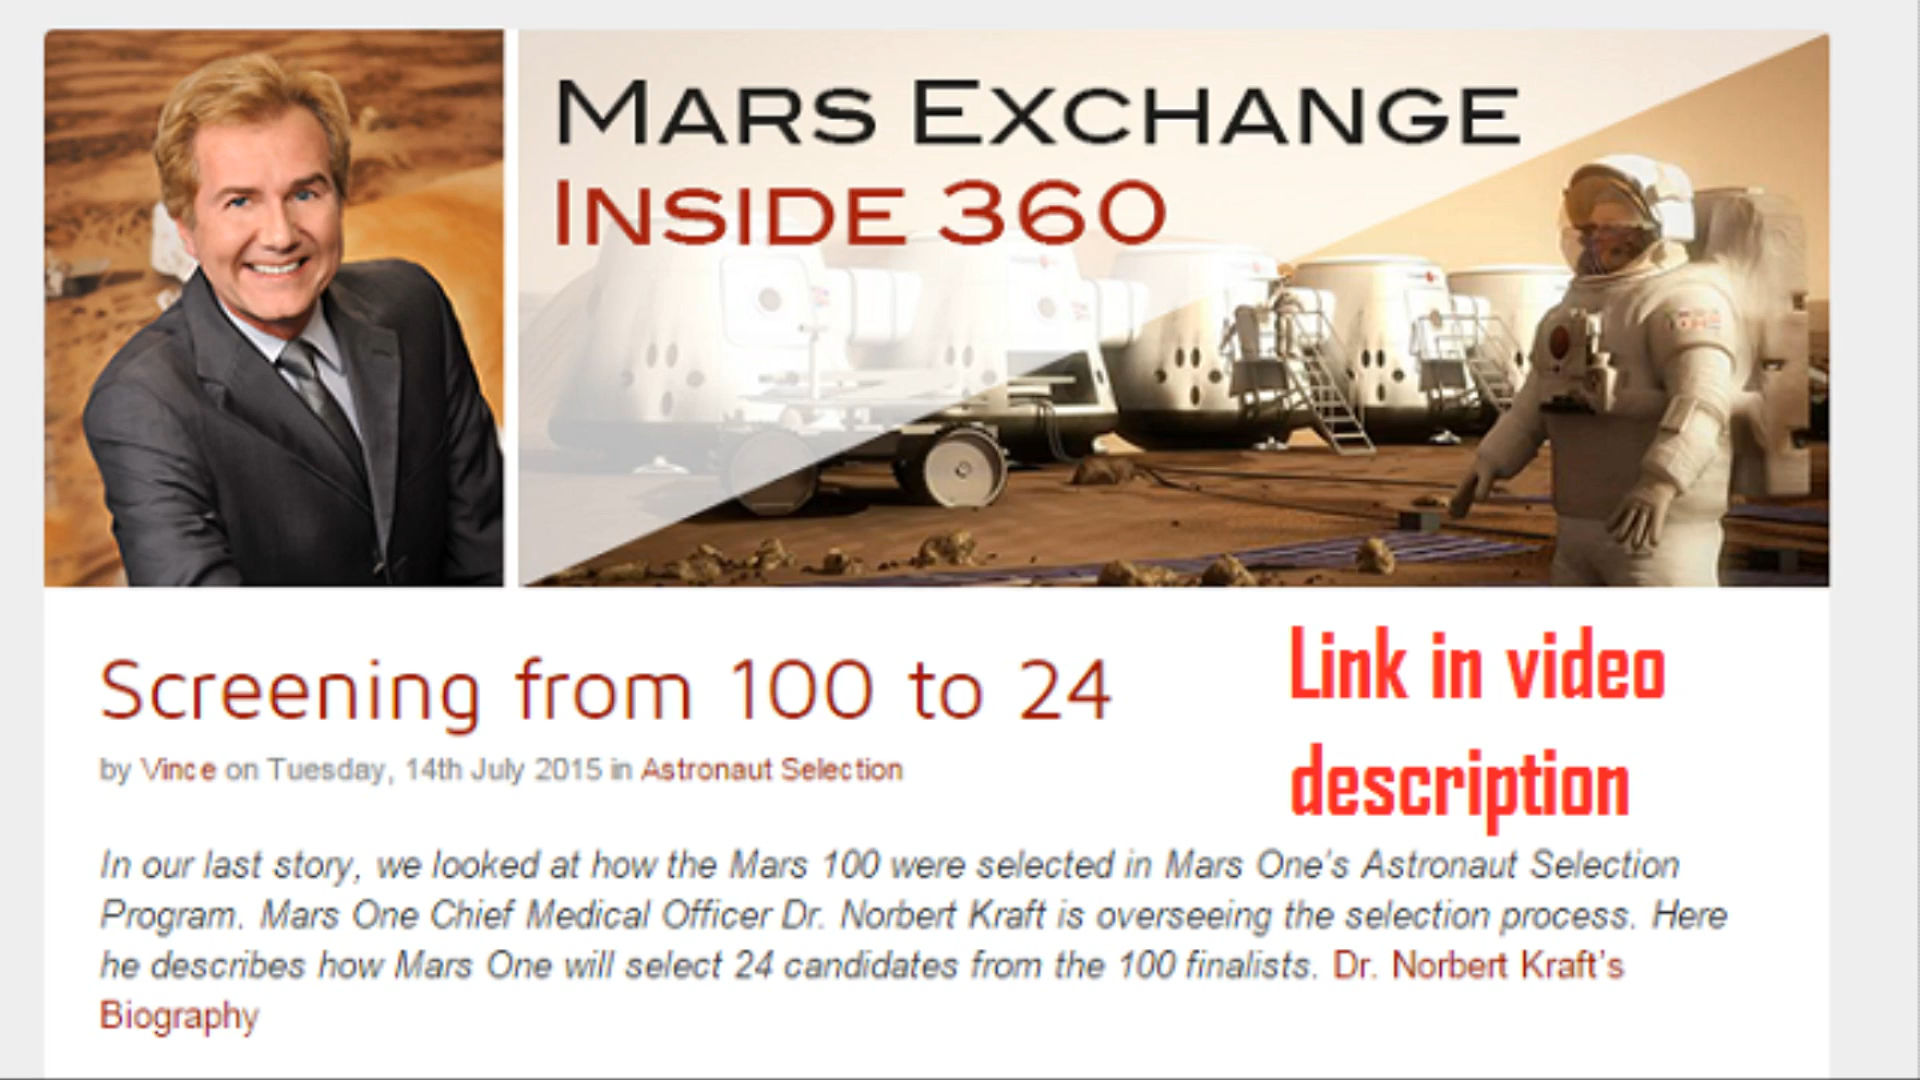 MARS EXCHANGE
INSIDE 360
Screening from 100 to 24
by Vince on Tuesday, 14th July 2015 in Astronaut Selection
Link in video
description
In our last story, we looked at how the Mars 100 were selected in Mars One's Astronaut Selection
Program. Mars One Chief Medical Officer Dr. Norbert Kraft is overseeing the selection process. Here
he describes how Mars One will select 24 candidates from the 100 finalists. Dr. Norbert Kraft's
Biography